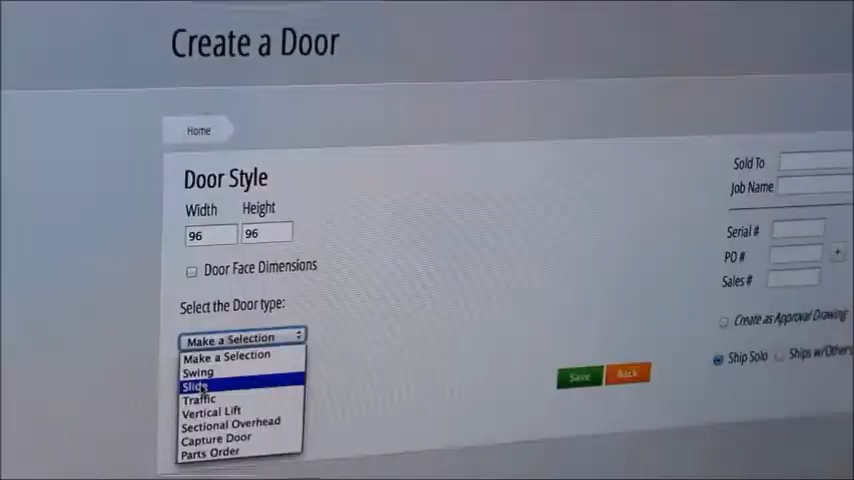 Create a Door
Home
Door Style
Width Height
96 96
Door Face Dimensions
Select the Door type:
Make a Selection
Make a Selection
Swing
Slide
Traffic
Vertical Lift
Sectional Overhead
Capture Door
Parts Order
Save Back
Sold To
Job Name
Serial #
PO #
+
Sales #
Create as Approval Drawing
Ship Solo Ships w/Others